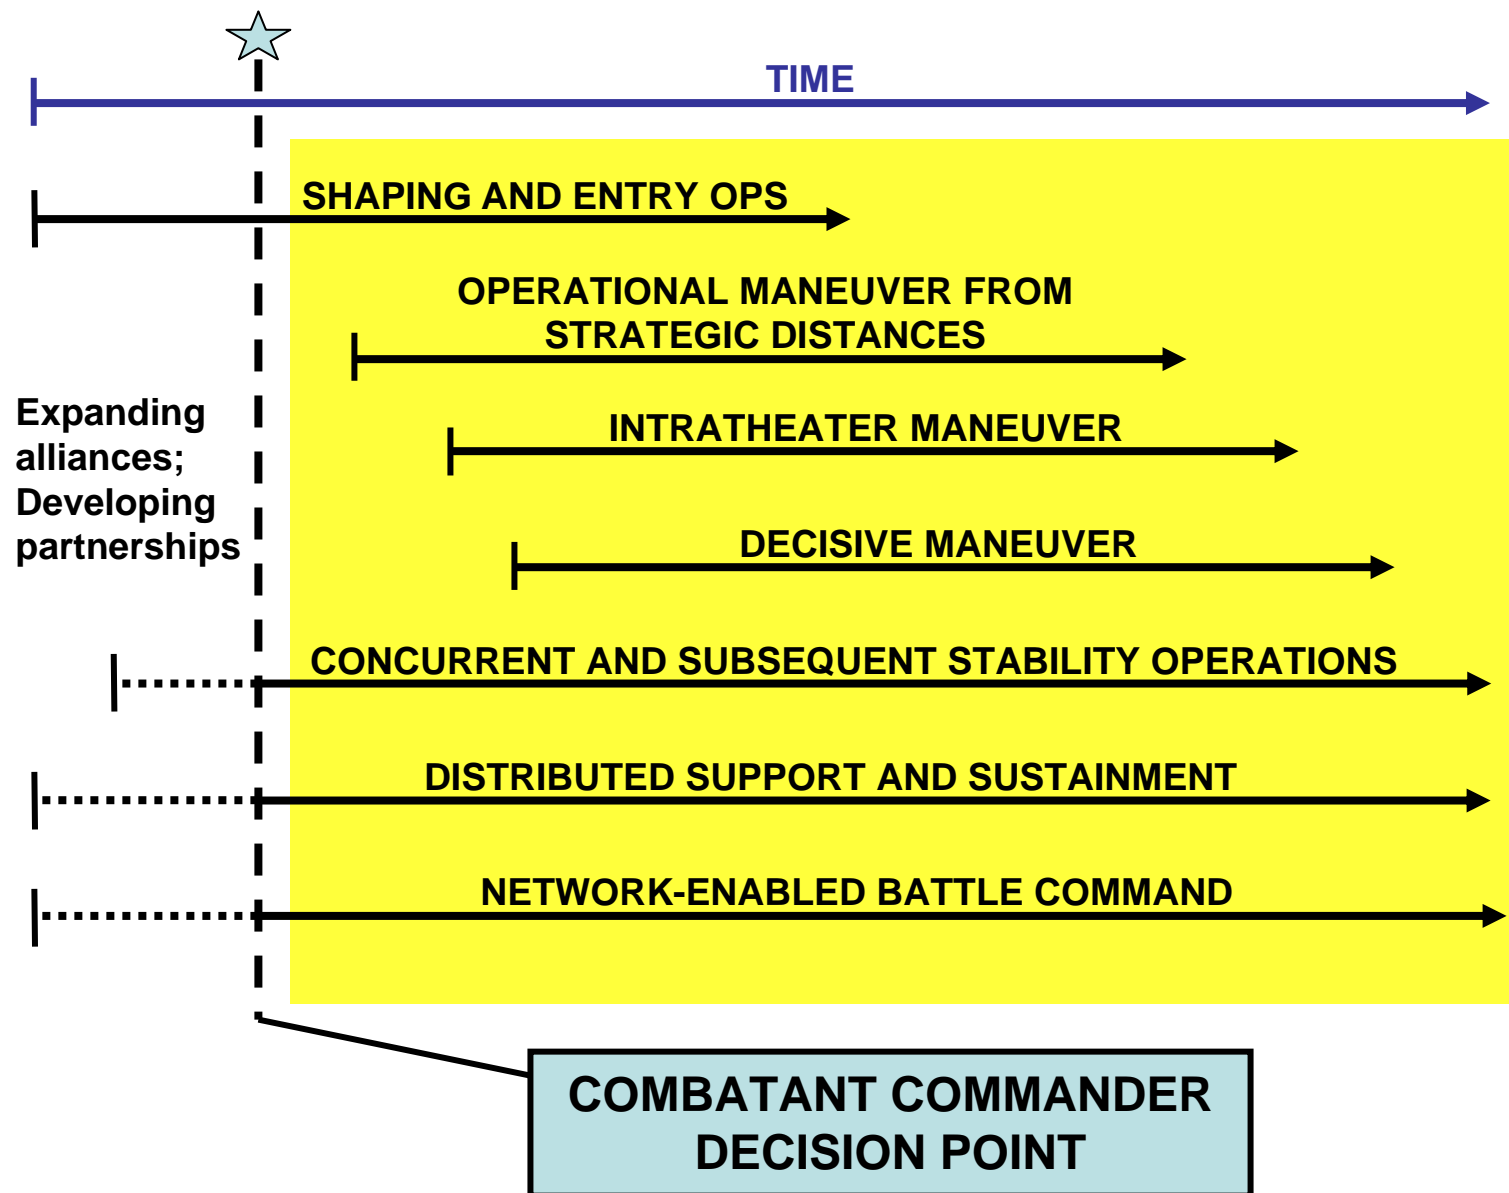 TIME
SHAPING AND ENTRY OPS
OPERATIONAL MANEUVER FROM
STRATEGIC DISTANCES
Expanding
alliances;
Developing
partnerships
INTRATHEATER MANEUVER
DECISIVE MANEUVER
CONCURRENT AND SUBSEQUENT STABILITY OPERATIONS
DISTRIBUTED SUPPORT AND SUSTAINMENT
NETWORK-ENABLED BATTLE COMMAND
COMBATANT COMMANDER
DECISION POINT